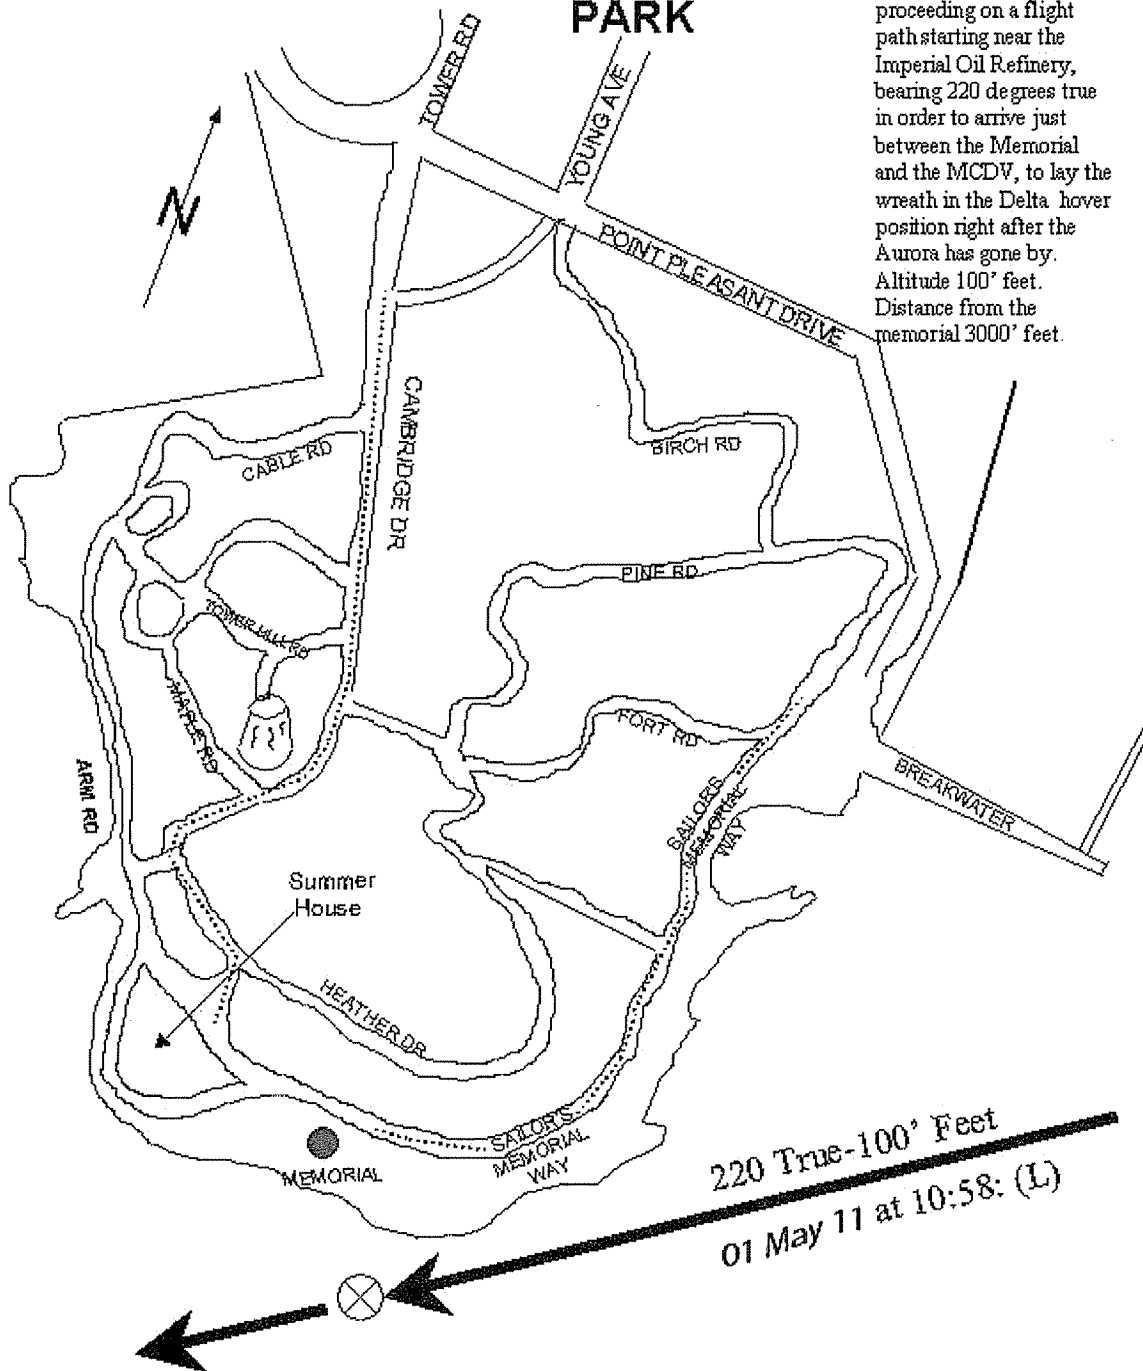 PARK
proceeding on a flight
path starting near the
Imperial Oil Refinery,
bearing 220 degrees true
in order to arrive just
between the Memorial
and the MCDV, to lay the
wreath in the Delta hover
position right after the
Aurora has gone by.
Altitude 100’ feet.
Distance from the
memorial 3000’ feet.
TOWER RD
YOUNG AVE
N
POINT PLEASANT DRIVE
CAMBRIDGE DR
CABLE RD
BIRCH RD
PINE RD
TOWER HILL RD
MAPLE RD
FORT RD
ARM RD
SAILOR'S
MEMORIAL
WAY
BREAKWATER
Summer
House
HEATHER DR
SAILOR'S
MEMORIAL
WAY
MEMORIAL
220 True-100’ Feet
01 May 11 at 10:58: (L)